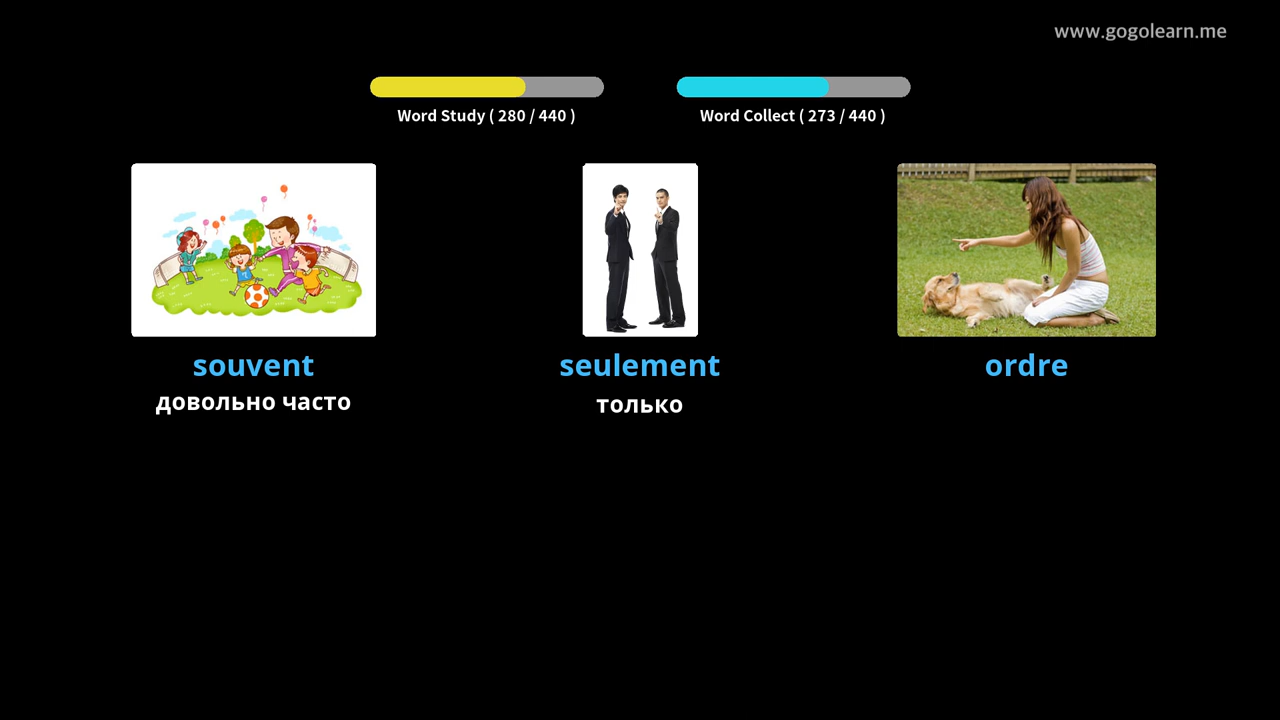 www.gogolearn.me
Word Study ( 280 / 440 )
Word Collect ( 273 / 440 )
souvent
seulement
ordre
довольно часто
только